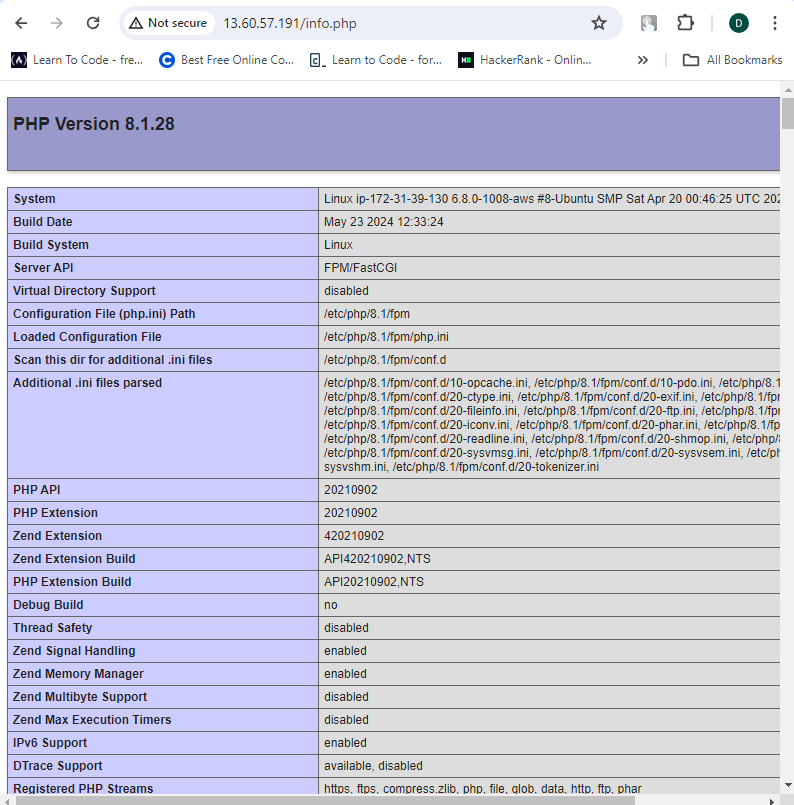 Not secure 13.60.57.191/info.php D
Learn To Code - fre... Best Free Online Co... Learn to Code - for... HackerRank - Onlin... » All Bookmarks
PHP Version 8.1.28
System Linux ip-172-31-39-130 6.8.0-1008-aws #8-Ubuntu SMP Sat Apr 20 00:46:25 UTC 202
Build Date May 23 2024 12:33:24
Build System Linux
Server API FPM/FastCGI
Virtual Directory Support disabled
Configuration File (php.ini) Path /etc/php/8.1/fpm
Loaded Configuration File /etc/php/8.1/fpm/php.ini
Scan this dir for additional .ini files /etc/php/8.1/fpm/conf.d
Additional .ini files parsed /etc/php/8.1/fpm/conf.d/10-opcache.ini, /etc/php/8.1/fpm/conf.d/10-pdo.ini, /etc/php/8.1
/etc/php/8.1/fpm/conf.d/20-ctype.ini, /etc/php/8.1/fpm/conf.d/20-exif.ini, /etc/php/8.1/fpm
/etc/php/8.1/fpm/conf.d/20-fileinfo.ini, /etc/php/8.1/fpm/conf.d/20-ftp.ini, /etc/php/8.1/fpm
/etc/php/8.1/fpm/conf.d/20-iconv.ini, /etc/php/8.1/fpm/conf.d/20-phar.ini, /etc/php/8.1/fp
/etc/php/8.1/fpm/conf.d/20-readline.ini, /etc/php/8.1/fpm/conf.d/20-shmop.ini, /etc/php/8
/etc/php/8.1/fpm/conf.d/20-sysvmsg.ini, /etc/php/8.1/fpm/conf.d/20-sysvsem.ini, /etc/ph
sysvshm.ini, /etc/php/8.1/fpm/conf.d/20-tokenizer.ini
PHP API 20210902
PHP Extension 20210902
Zend Extension 420210902
Zend Extension Build API420210902,NTS
PHP Extension Build API20210902,NTS
Debug Build no
Thread Safety disabled
Zend Signal Handling enabled
Zend Memory Manager enabled
Zend Multibyte Support disabled
Zend Max Execution Timers disabled
IPv6 Support enabled
DTrace Support available, disabled
Registered PHP Streams https, ftps, compress.zlib, php, file, glob, data, http, ftp, phar